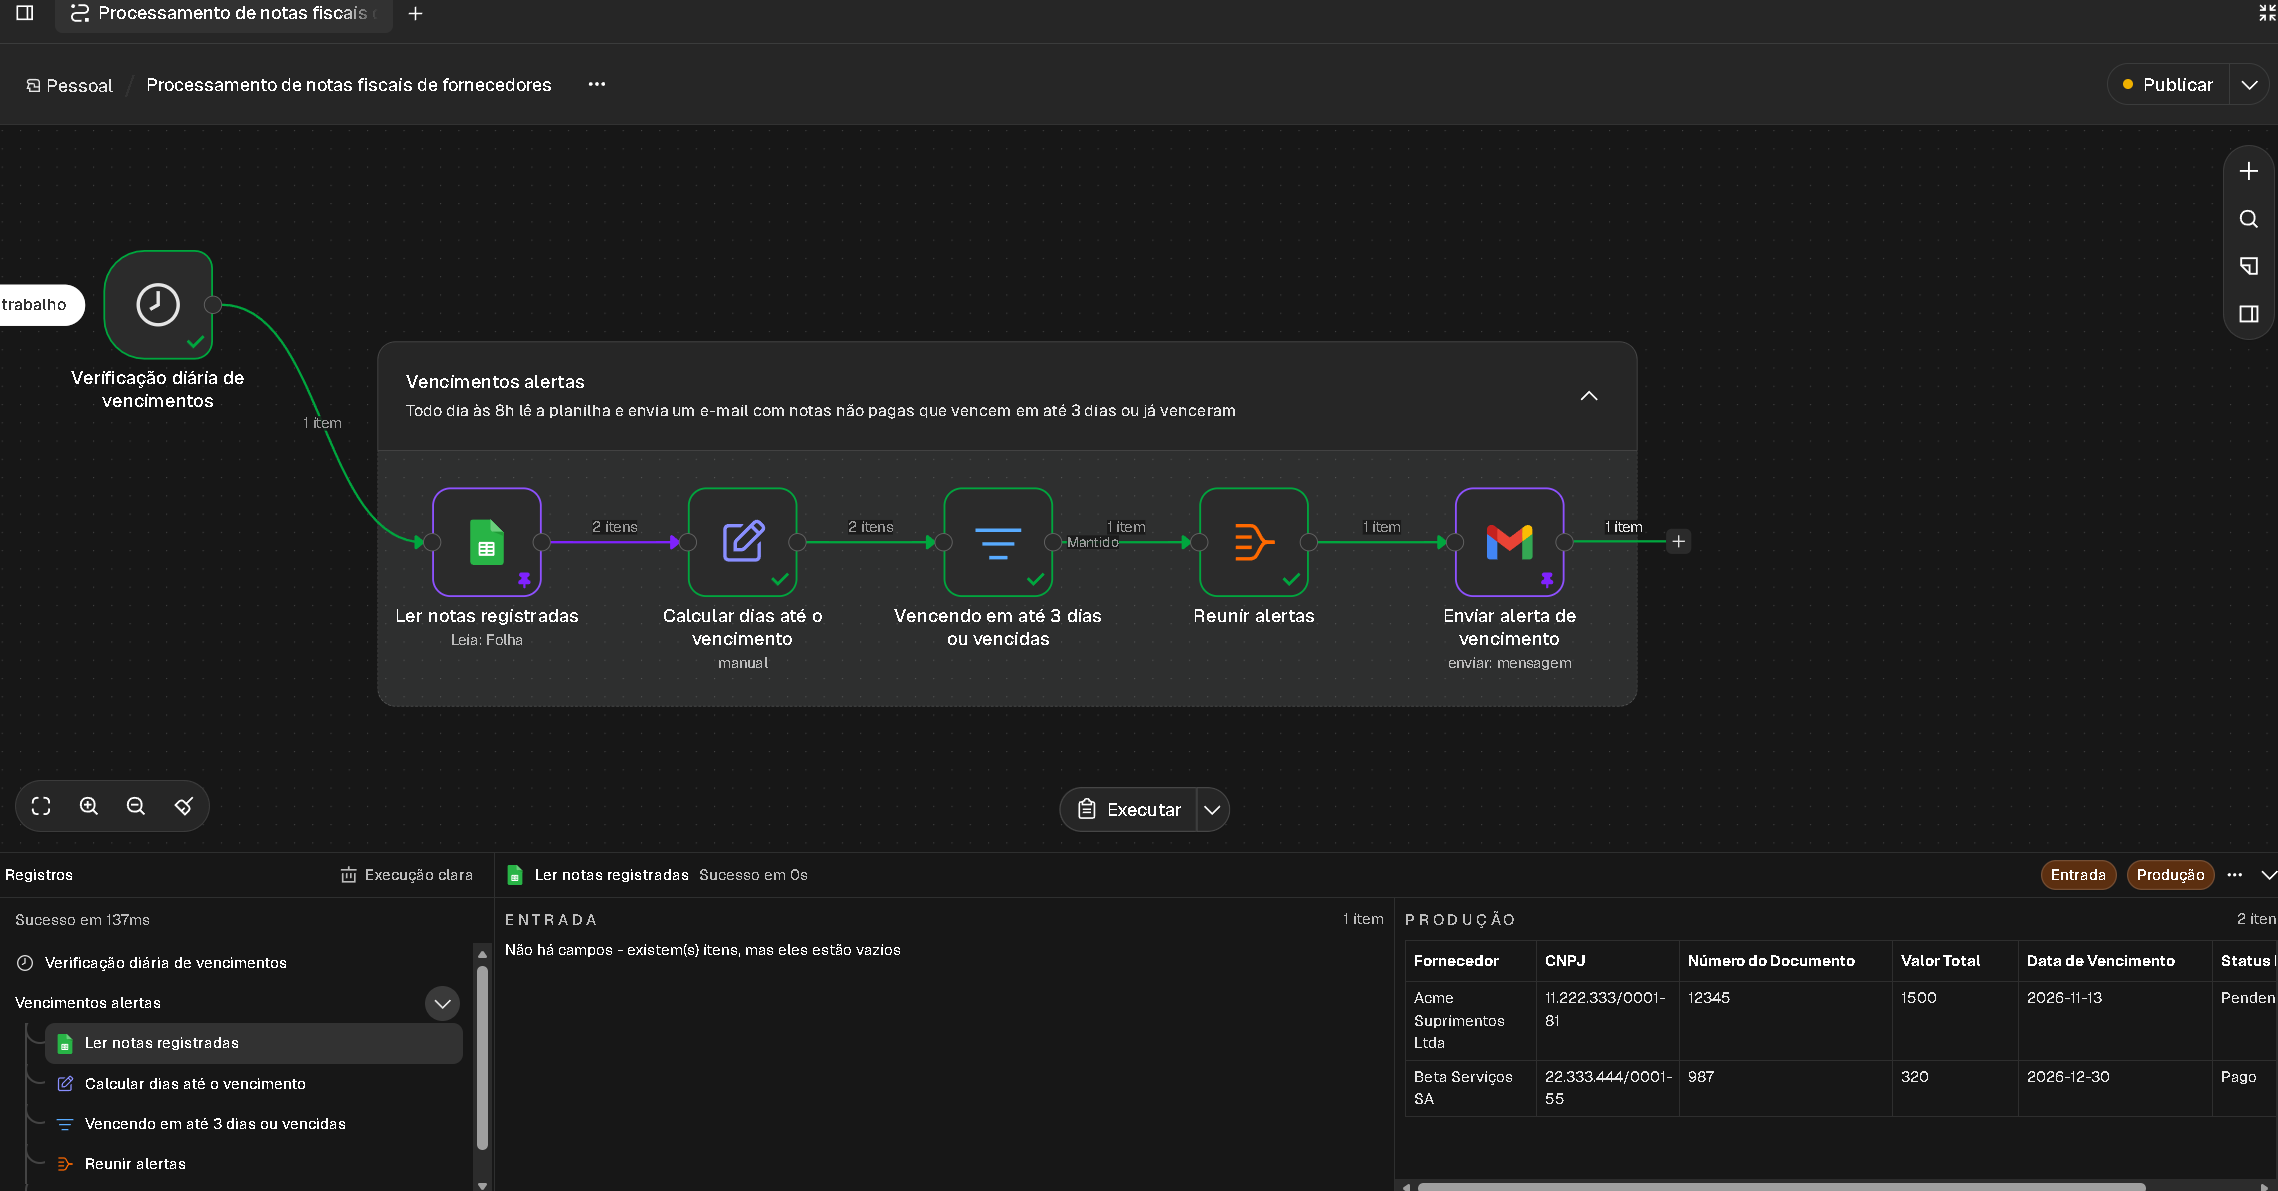 Processamento de notas fiscais
Pessoal / Processamento de notas fiscais de fornecedores
Publicar
trabalho
Verificação diária de
vencimentos
1 item
Vencimentos alertas
Todo dia às 8h lê a planilha e envia um e-mail com notas não pagas que vencem em até 3 dias ou já venceram
2 itens
2 itens
1 item
Mantido
1 item
1 item
Ler notas registradas
Leia: Folha
Calcular dias até o
vencimento
manual
Vencendo em até 3 dias
ou vencidas
Reunir alertas
Enviar alerta de
vencimento
enviar: mensagem
Executar
Registros
Execução clara
Ler notas registradas Sucesso em 0s
Entrada
Produção
Sucesso em 137ms
Verificação diária de vencimentos
Vencimentos alertas
Ler notas registradas
Calcular dias até o vencimento
Vencendo em até 3 dias ou vencidas
Reunir alertas
ENTRADA
1 item
Não há campos - existem(s) itens, mas eles estão vazios
PRODUÇÃO
2 iten
Fornecedor CNPJ Número do Documento Valor Total Data de Vencimento Status
Acme 11.222.333/0001- 12345 1500 2026-11-13 Penden
Suprimentos 81
Ltda
Beta Serviços 22.333.444/0001- 987 320 2026-12-30 Pago
SA 55